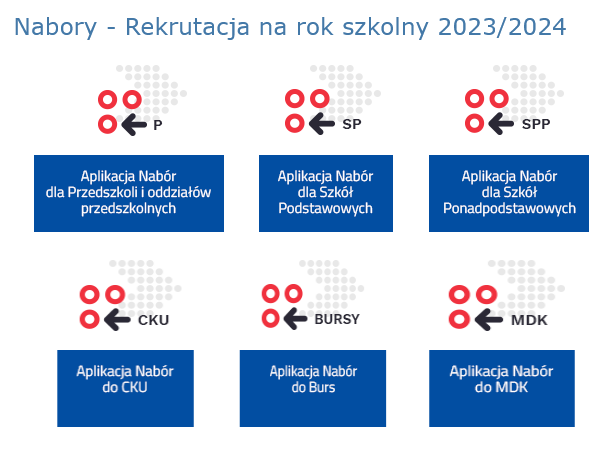 Nabory - Rekrutacja na rok szkolny 2023/2024
P
SP
SPP
Aplikacja Nabór
dla Przedszkoli i oddziałów
przedszkolnych
Aplikacja Nabór
dla Szkół
Podstawowych
Aplikacja Nabór
dla Szkół
Ponadpodstawowych
CKU
BURSY
MDK
Aplikacja Nabór
do CKU
Aplikacja Nabór
do Burs
Aplikacja Nabór
do MDK